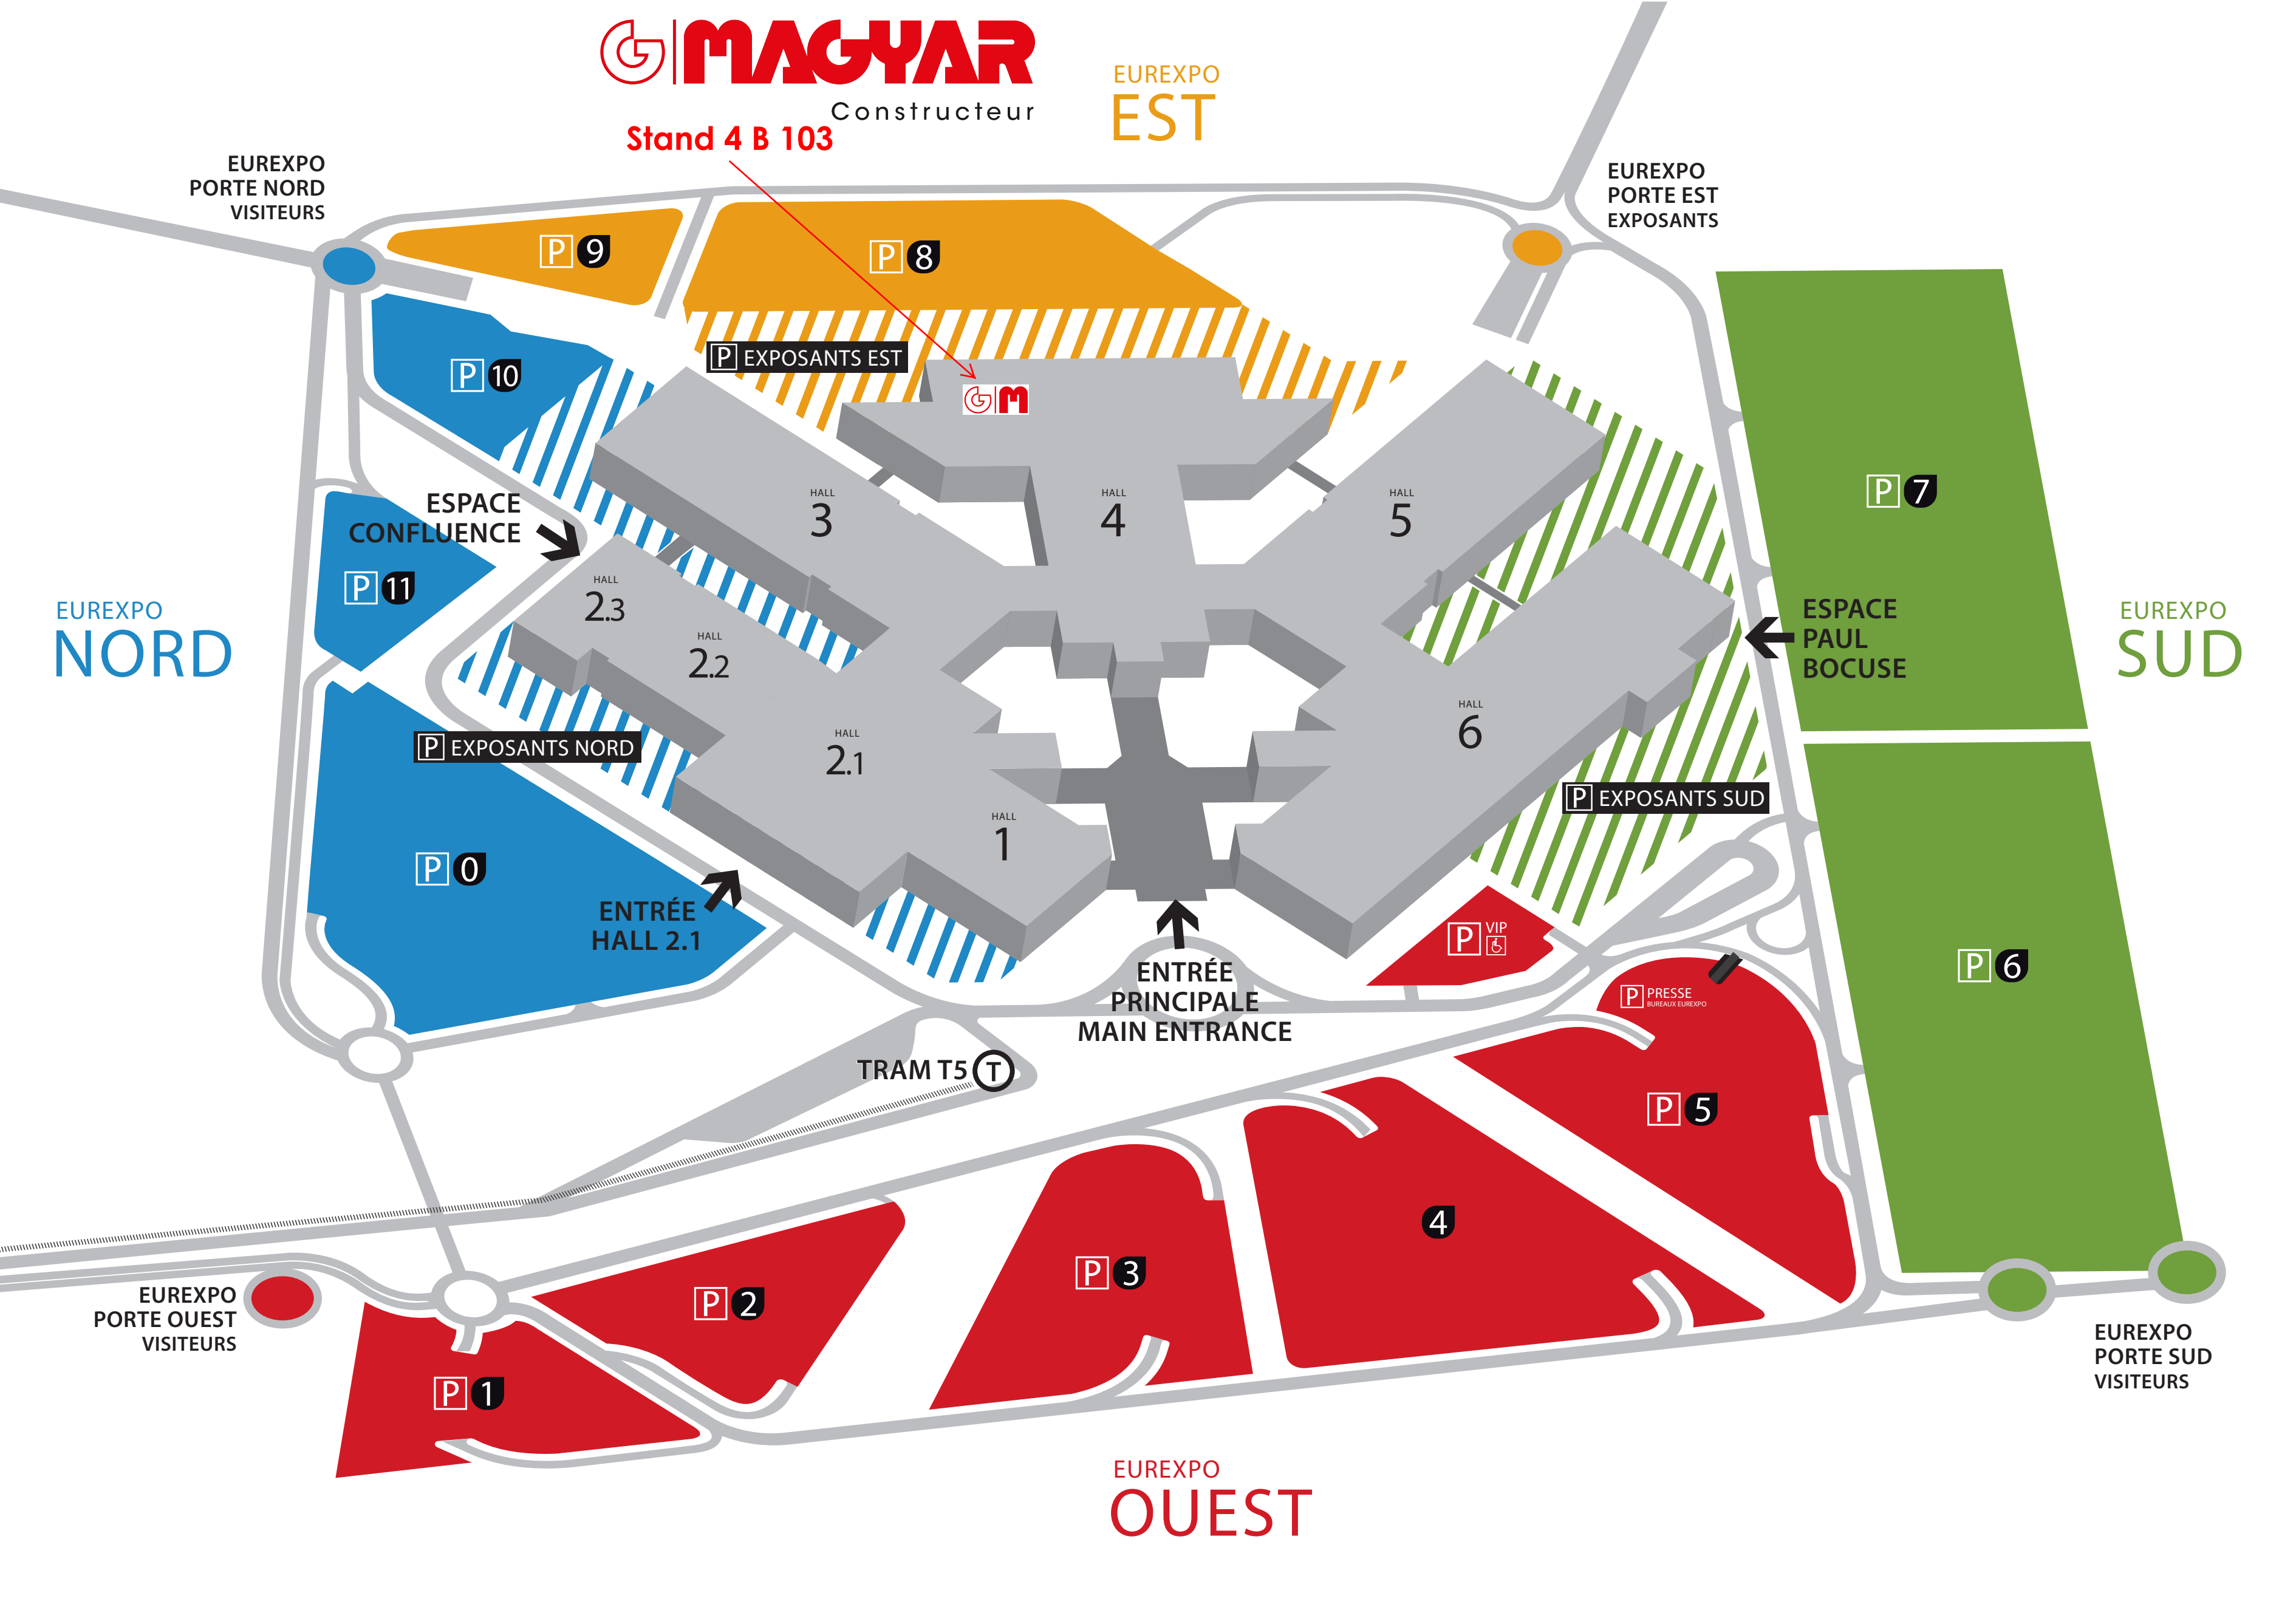 G MAGYAR
Constructeur
Stand 4 B 103
EUREXPO
EST
EUREXPO
PORTE NORD
VISITEURS
EUREXPO
PORTE EST
EXPOSANTS
P 9
P 8
P EXPOSANTS EST
P 10
G M
HALL
3
HALL
4
HALL
5
P 7
ESPACE
CONFLUENCE
P 11
HALL
2.3
HALL
2.2
EUREXPO
NORD
ESPACE
PAUL
BOCUSE
EUREXPO
SUD
P EXPOSANTS NORD
HALL
2.1
HALL
6
P EXPOSANTS SUD
HALL
1
P 0
ENTRÉE
HALL 2.1
P VIP
P 6
ENTRÉE
PRINCIPALE
MAIN ENTRANCE
P PRESSE
BUREAUX EUREXPO
TRAM T5 T
P 5
4
P 3
P 2
EUREXPO
PORTE OUEST
VISITEURS
P 1
EUREXPO
PORTE SUD
VISITEURS
EUREXPO
OUEST